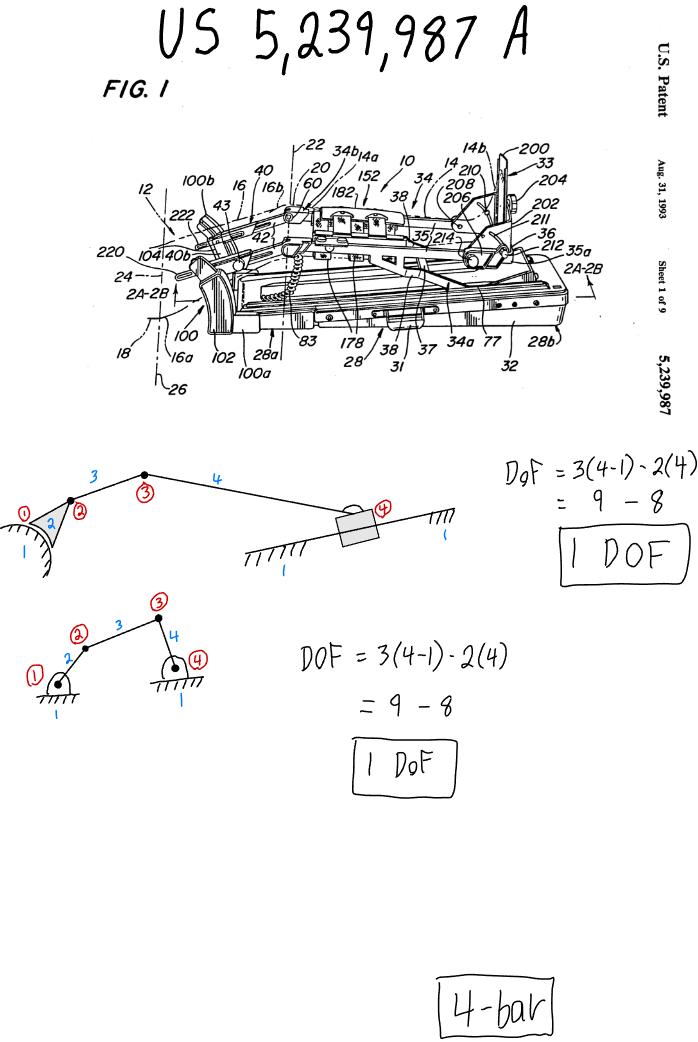 US 5,239,987 A
FIG. 1
U.S. Patent
Aug. 31, 1993
Sheet 1 of 9
5,239,987
22
34b
14a
10
14b
200
20
60
152
34
14
210
208
206
33
204
12
100b
40
16
16b
182
38
43
202
211
36
222
42
35
214
212
220
104
40b
35a
24
2A-2B
2A-2B
100
18
16a
102
28a
83
178
28
38
37
34a
77
32
28b
100a
31
26
3
4
1
2
2
3
4
1
1
1
DOF = 3(4-1) - 2(4)
= 9 - 8
1 DOF
3
2
3
4
1
2
4
1
1
DOF = 3(4-1) - 2(4)
= 9 - 8
1 DOF
4-bar